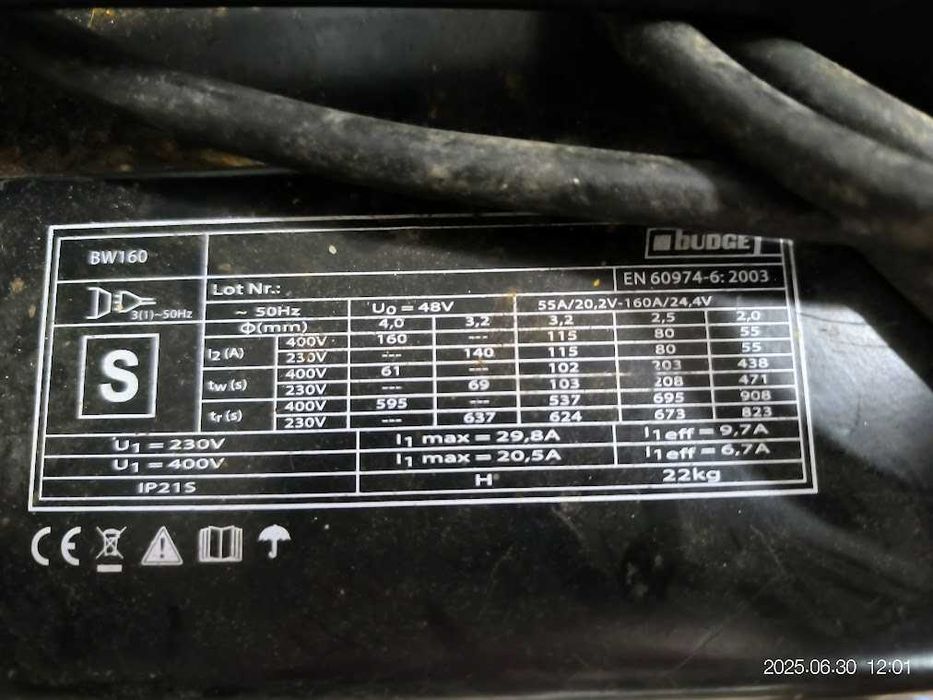 BUDGE
BW160
EN 60974-6: 2003
Lot Nr.:
3(1)~50Hz
~ 50Hz U0 = 48V 55A/20,2V-160A/24,4V
Φ(mm) 4,0 3,2 3,2 2,5 2,0
I2 (A) 400V 160 --- 115 80 55
230V --- 140 115 80 55
tw (s) 400V 61 --- 102 203 438
230V --- 69 103 208 471
tr (s) 400V 595 --- 537 695 908
230V --- 637 624 673 823
S
U1 = 230V I1 max = 29,8A I1eff = 9,7A
U1 = 400V I1 max = 20,5A I1eff = 6,7A
IP21S H 22kg
CE
2025.06.30 12:01